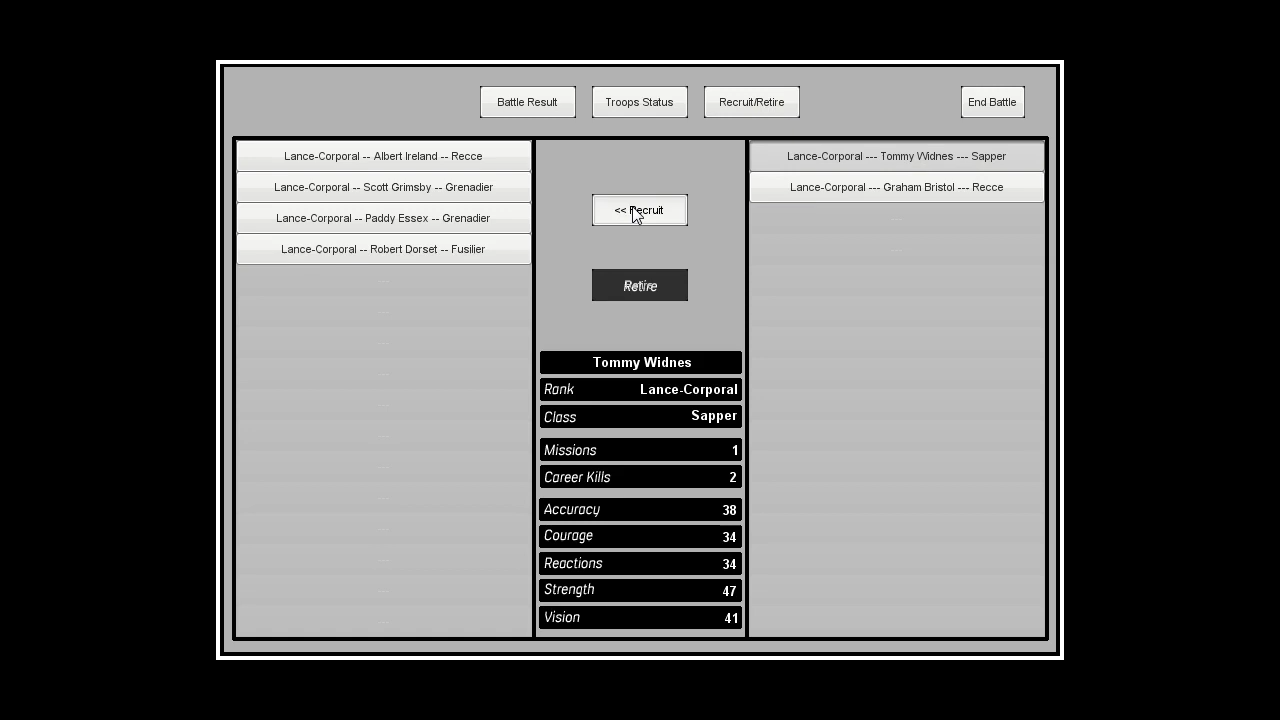 Battle Result
Troops Status
Recruit/Retire
End Battle
Lance-Corporal -- Albert Ireland -- Recce
Lance-Corporal -- Scott Grimsby -- Grenadier
Lance-Corporal -- Paddy Essex -- Grenadier
Lance-Corporal -- Robert Dorset -- Fusilier
<< Recruit
Retire
Tommy Widnes
Rank Lance-Corporal
Class Sapper
Missions 1
Career Kills 2
Accuracy 38
Courage 34
Reactions 34
Strength 47
Vision 41
Lance-Corporal --- Tommy Widnes --- Sapper
Lance-Corporal --- Graham Bristol --- Recce